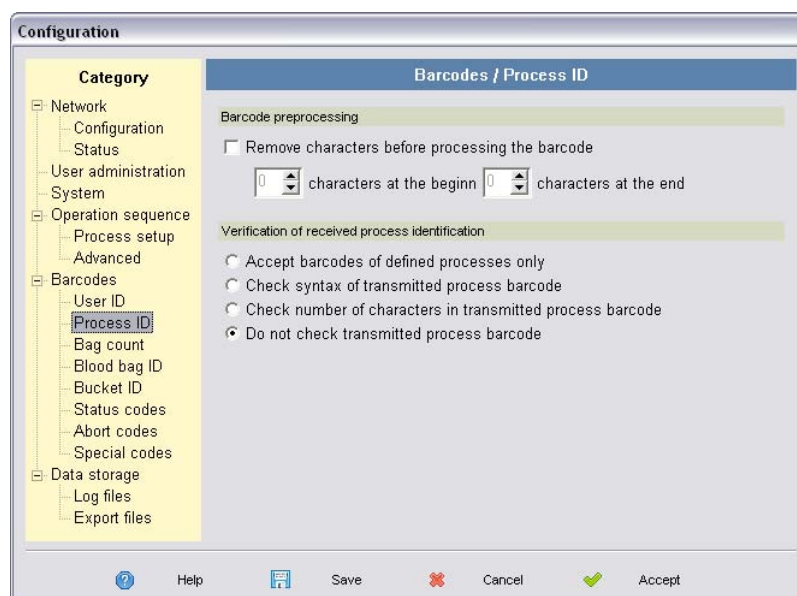 Configuration
Category
Network
Configuration
Status
User administration
System
Operation sequence
Process setup
Advanced
Barcodes
User ID
Process ID
Bag count
Blood bag ID
Bucket ID
Status codes
Abort codes
Special codes
Data storage
Log files
Export files
Barcodes / Process ID
Barcode preprocessing
Remove characters before processing the barcode
0 characters at the beginn 0 characters at the end
Verification of received process identification
Accept barcodes of defined processes only
Check syntax of transmitted process barcode
Check number of characters in transmitted process barcode
Do not check transmitted process barcode
? Help Save Cancel Accept